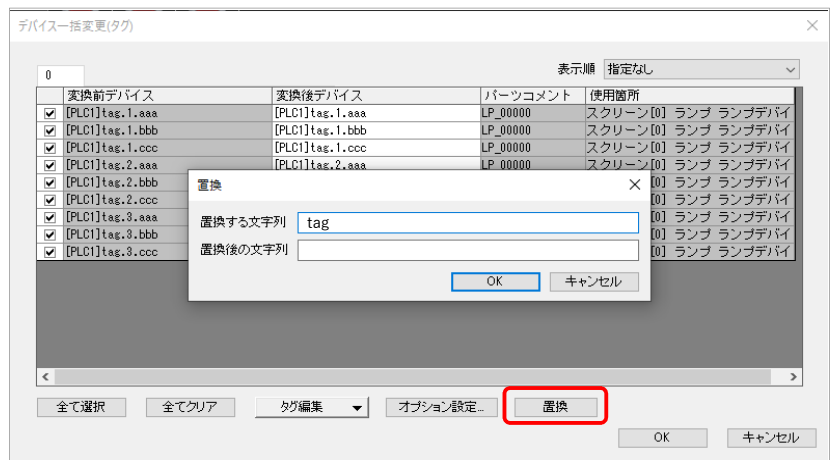 デバイス一括変更(タグ)
表示順 指定なし
0
変換前デバイス 変換後デバイス パーツコメント 使用箇所
[PLC1]tag.1.aaa [PLC1]tag.1.aaa LP_00000 スクリーン[0] ランプ ランプデバイ
[PLC1]tag.1.bbb [PLC1]tag.1.bbb LP_00000 スクリーン[0] ランプ ランプデバイ
[PLC1]tag.1.ccc [PLC1]tag.1.ccc LP_00000 スクリーン[0] ランプ ランプデバイ
[PLC1]tag.2.aaa [PLC1]tag.2.aaa LP_00000 スクリーン[0] ランプ ランプデバイ
[PLC1]tag.2.bbb [0] ランプ ランプデバイ
[PLC1]tag.2.ccc [0] ランプ ランプデバイ
[PLC1]tag.3.aaa [0] ランプ ランプデバイ
[PLC1]tag.3.bbb [0] ランプ ランプデバイ
[PLC1]tag.3.ccc [0] ランプ ランプデバイ
置換
置換する文字列 tag
置換後の文字列
OK キャンセル
全て選択 全てクリア タグ編集 オプション設定... 置換
OK キャンセル